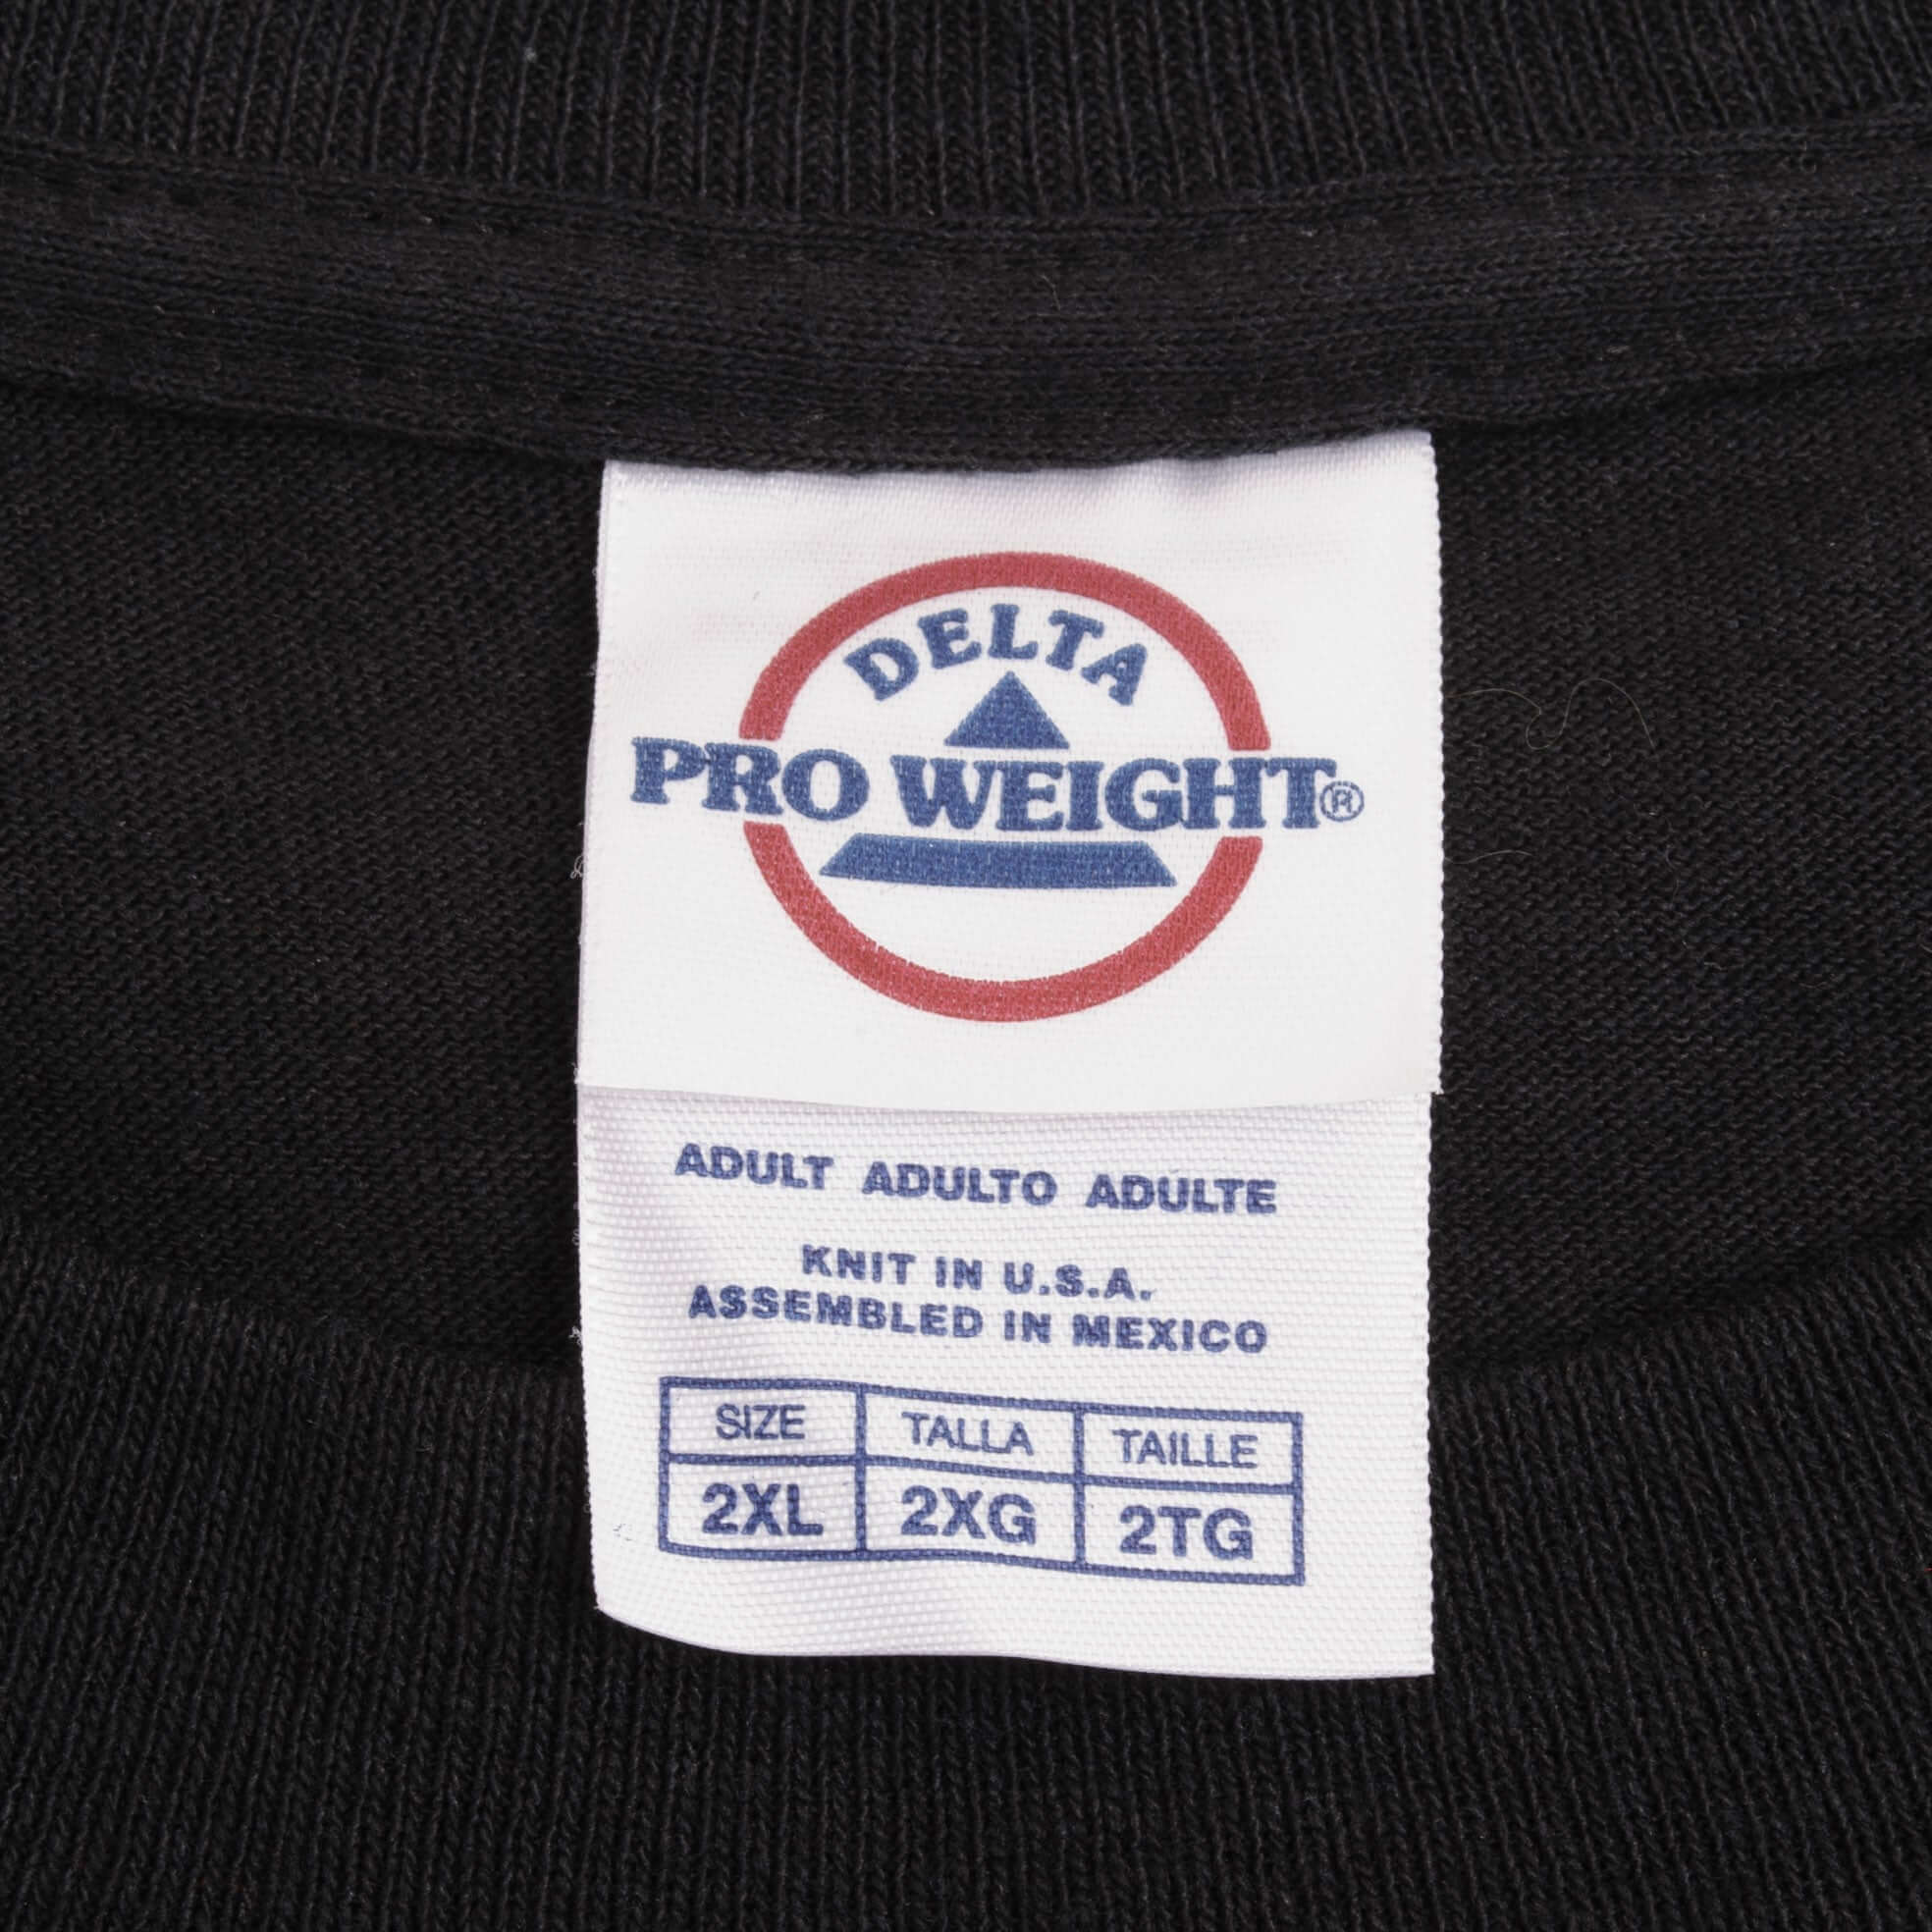 DELTA
PRO WEIGHT®
ADULT ADULTO ADULTE
KNIT IN U.S.A.
ASSEMBLED IN MEXICO
SIZE TALLA TAILLE
2XL 2XG 2TG